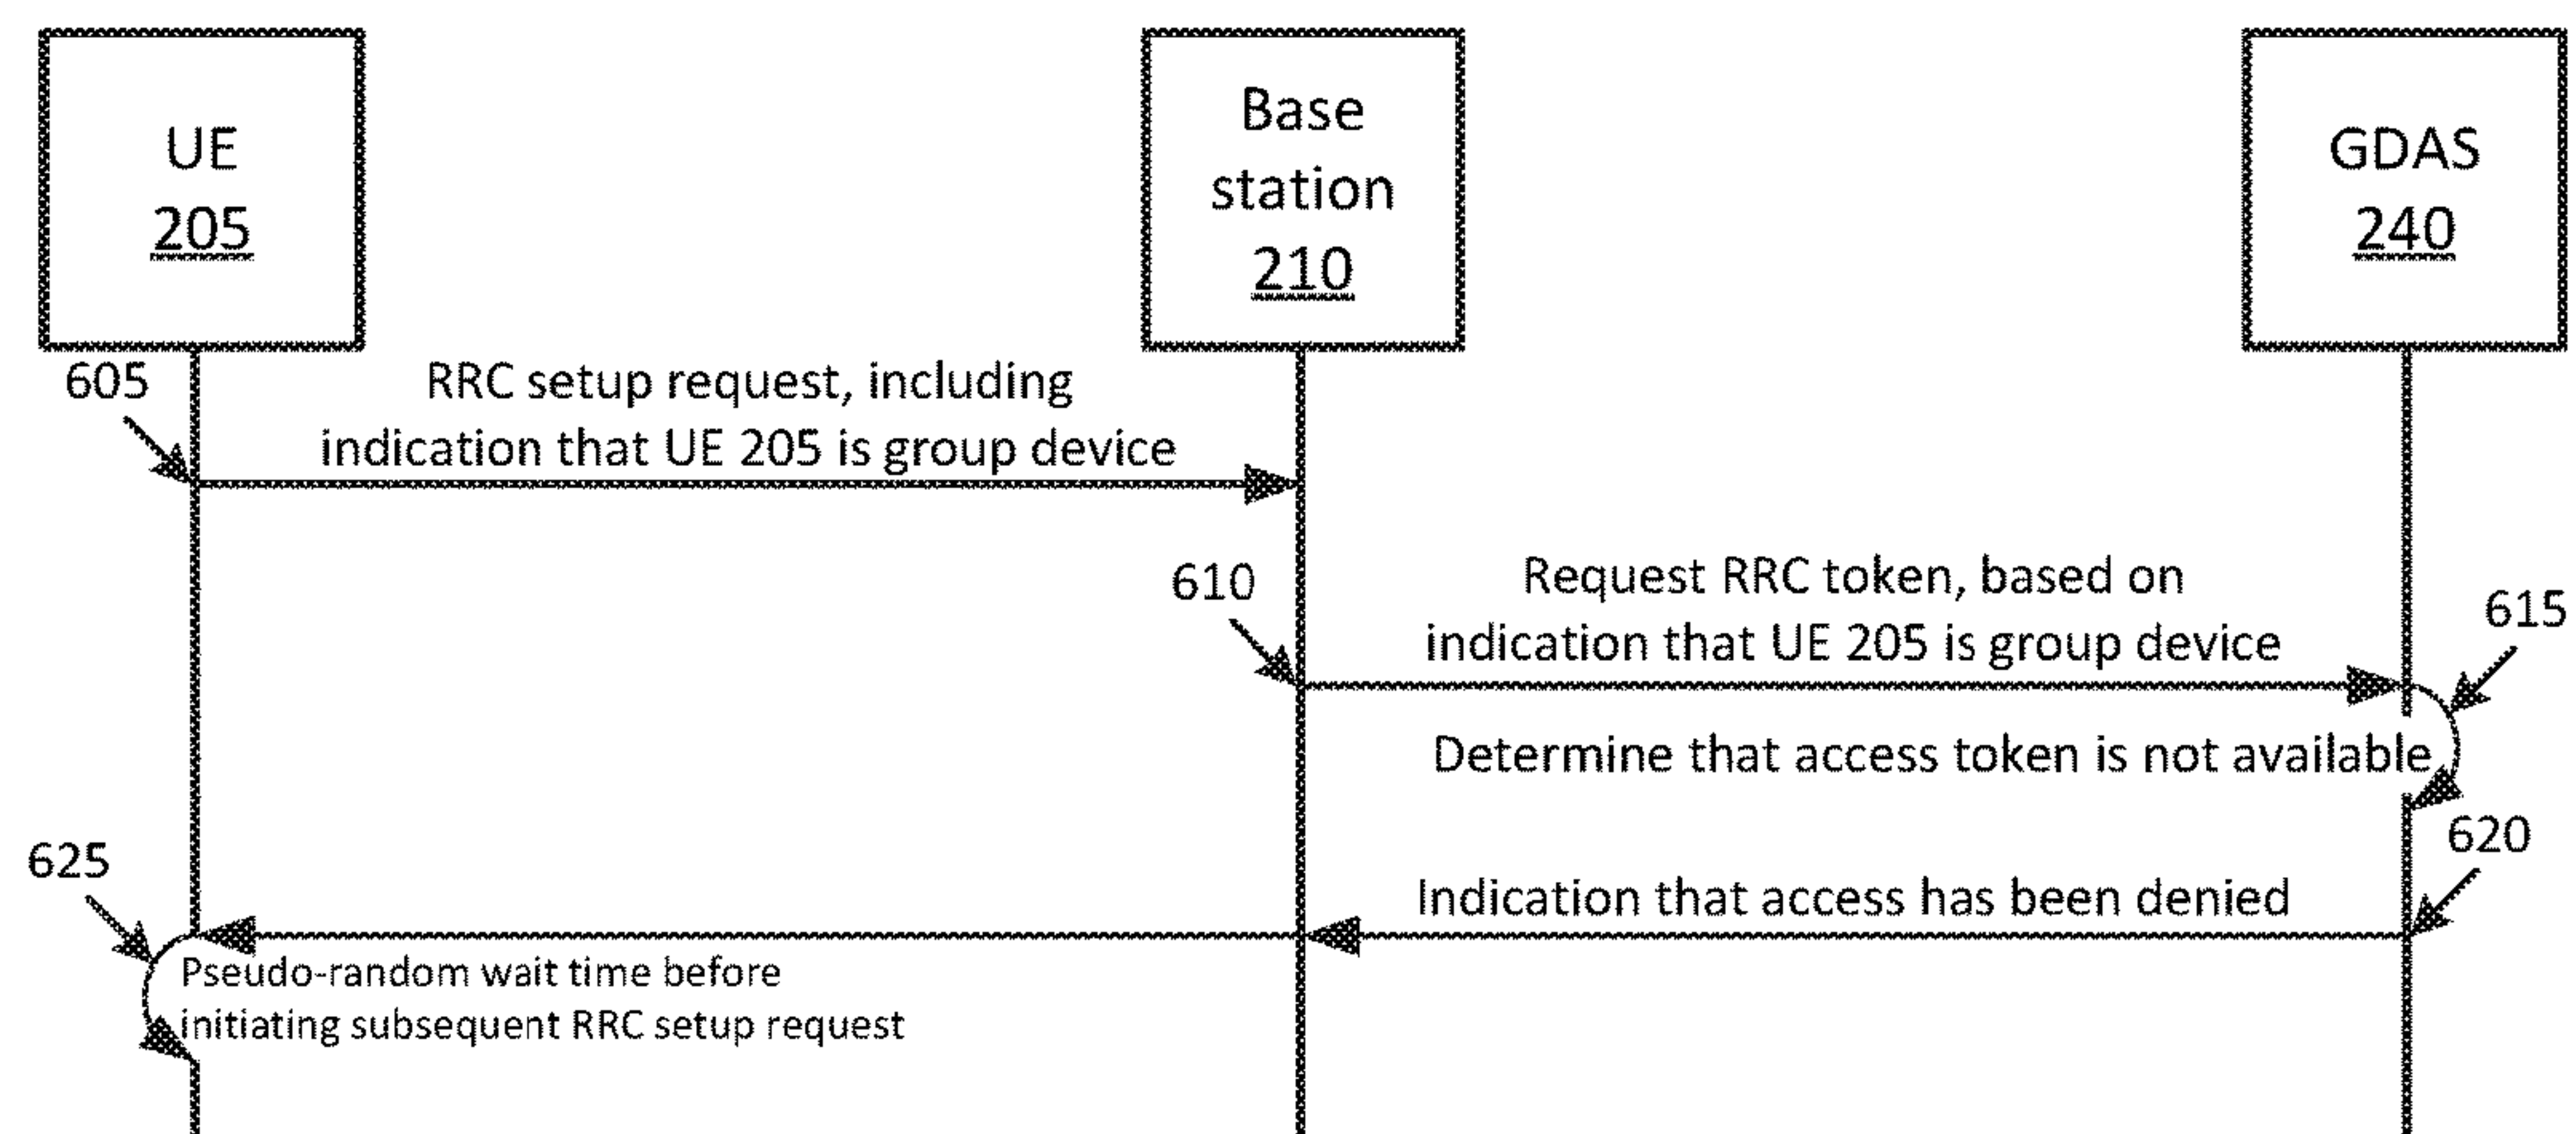 UE
205
Base
station
210
GDAS
240
605
RRC setup request, including
indication that UE 205 is group device
610
Request RRC token, based on
indication that UE 205 is group device
615
Determine that access token is not available
620
Indication that access has been denied
625
Pseudo-random wait time before
initiating subsequent RRC setup request